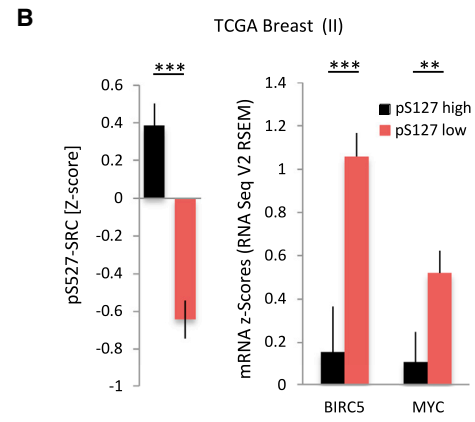 B
TCGA Breast (II)
***
*** **
pS527-SRC [Z-score]
0.6
0.4
0.2
0
-0.2
-0.4
-0.6
-0.8
-1
mRNA z-Scores (RNA Seq V2 RSEM)
1.4
1.2
1
0.8
0.6
0.4
0.2
0
pS127 high
pS127 low
BIRC5 MYC